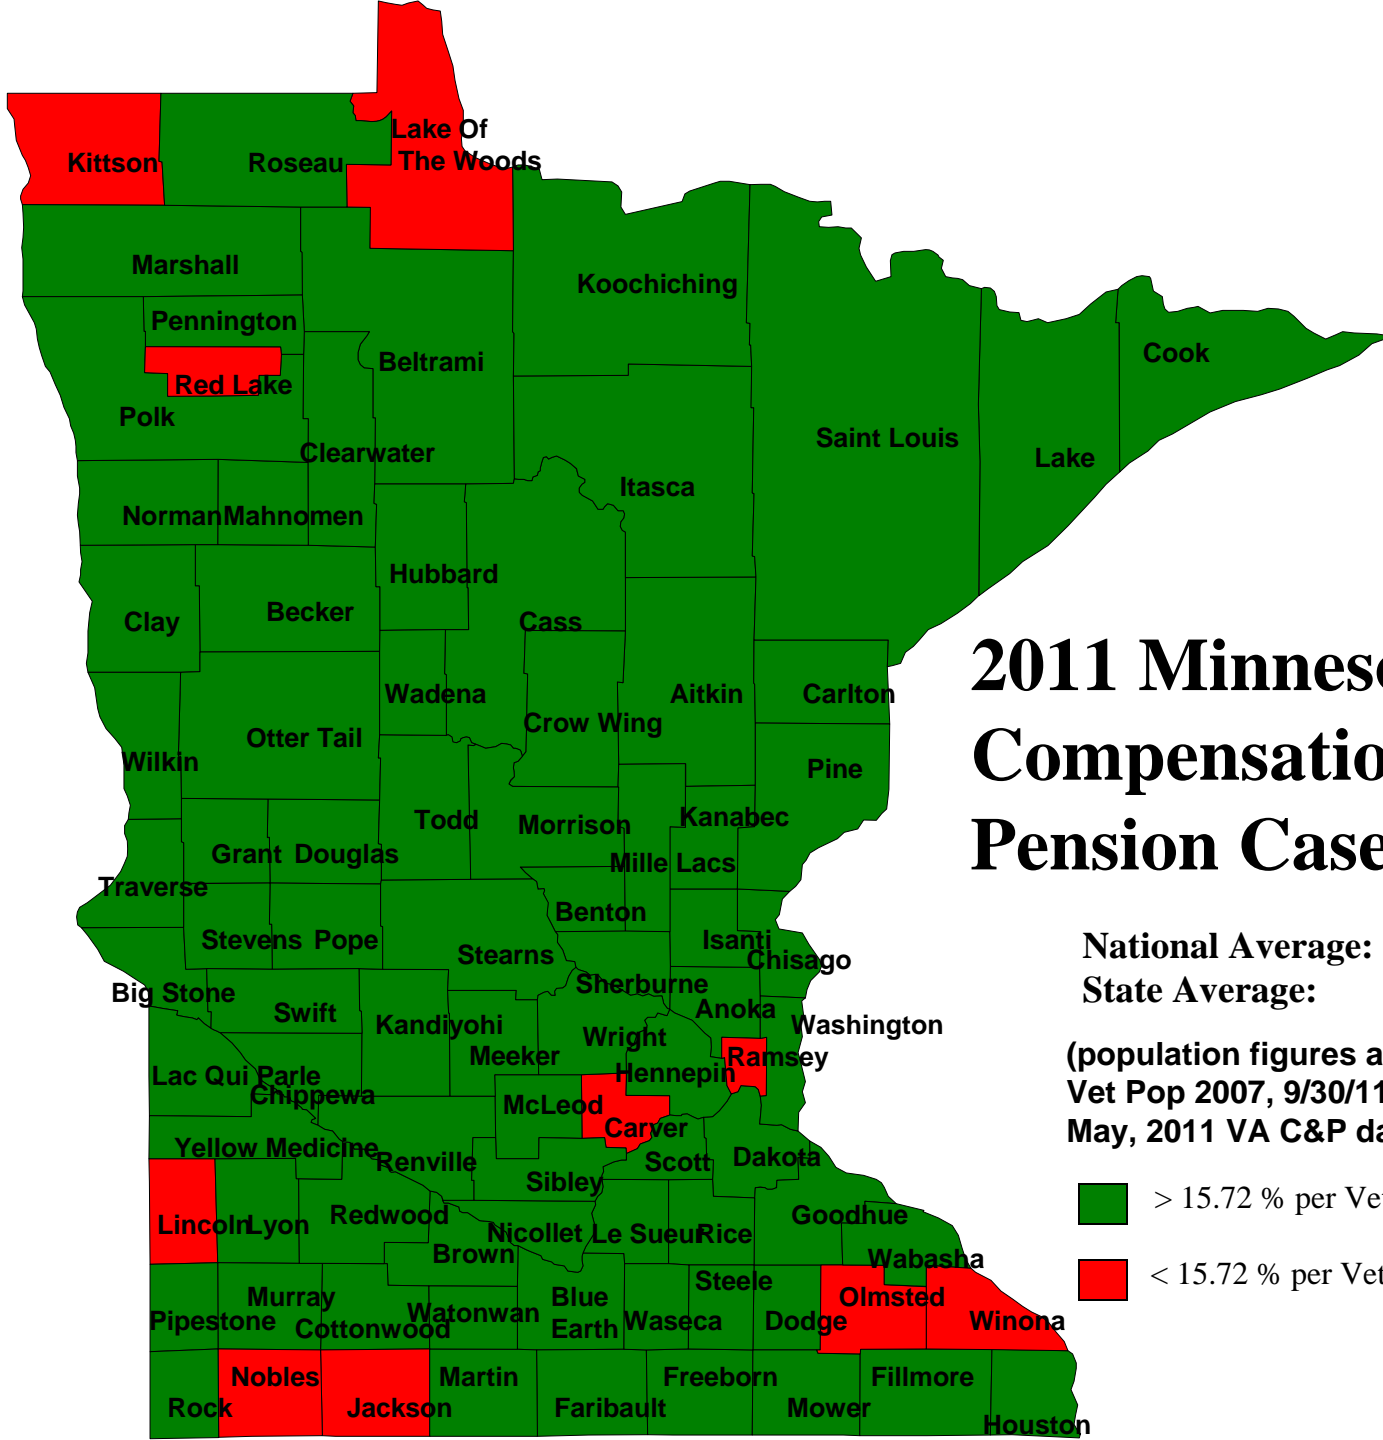 Lake Of
The Woods
Kittson
Roseau
Marshall
Koochiching
Pennington
Cook
Beltrami
Red Lake
Polk
Saint Louis
Clearwater
Lake
Itasca
Norman
Mahnomen
Hubbard
Becker
Clay
Cass
Wadena
Aitkin
Carlton
Crow Wing
Otter Tail
Wilkin
Pine
Todd
Morrison
Kanabec
Grant
Douglas
Mille Lacs
Traverse
Benton
Stevens
Pope
Isanti
Stearns
Chisago
Big Stone
Sherburne
Swift
Anoka
Kandiyohi
Washington
Wright
Meeker
Ramsey
Lac Qui Parle
Hennepin
Chippewa
McLeod
Carver
Yellow Medicine
Renville
Scott
Dakota
Sibley
Lincoln
Lyon
Redwood
Goodhue
Nicollet
Le Sueur
Rice
Brown
Wabasha
Steele
Murray
Blue
Earth
Olmsted
Watonwan
Pipestone
Cottonwood
Waseca
Dodge
Winona
Nobles
Martin
Freeborn
Fillmore
Rock
Jackson
Faribault
Mower
Houston
2011 Minneso
Compensatio
Pension Case
National Average:
State Average:
(population figures a
Vet Pop 2007, 9/30/11
May, 2011 VA C&P da
> 15.72 % per Vet
< 15.72 % per Vet